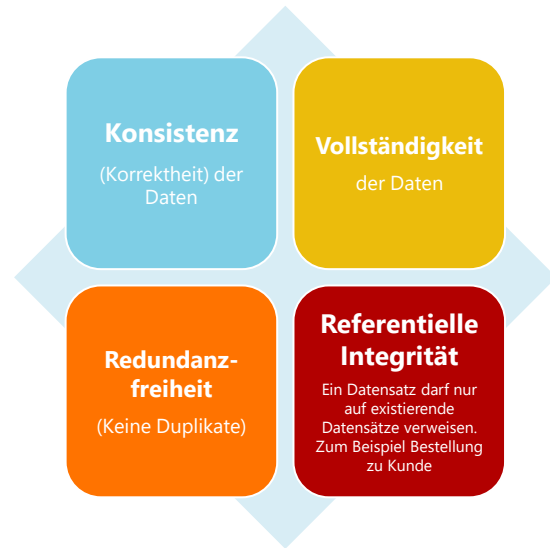 Konsistenz
(Korrektheit) der
Daten
Vollständigkeit
der Daten
Redundanz-
freiheit
(Keine Duplikate)
Referentielle
Integrität
Ein Datensatz darf nur
auf existierende
Datensätze verweisen.
Zum Beispiel Bestellung
zu Kunde